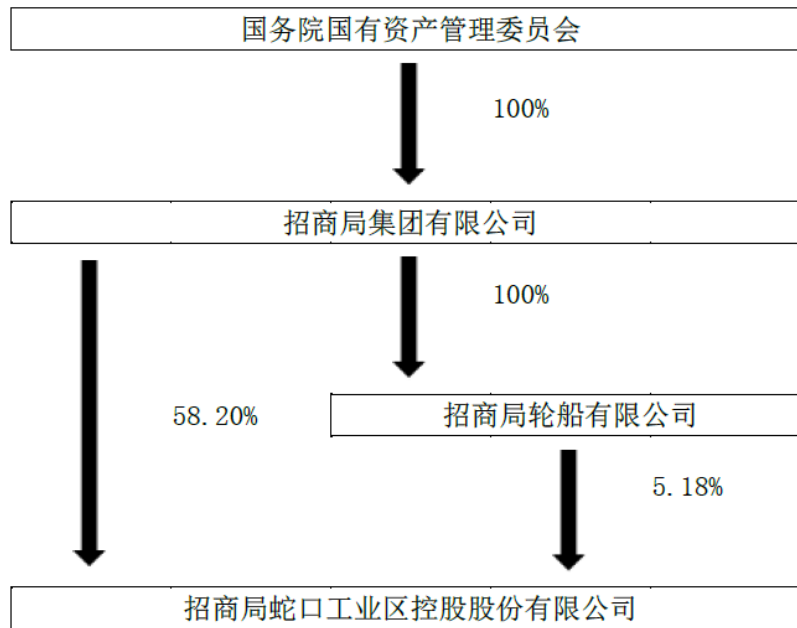 国务院国有资产管理委员会
100%
招商局集团有限公司
100%
58.20%
招商局轮船有限公司
5.18%
招商局蛇口工业区控股股份有限公司